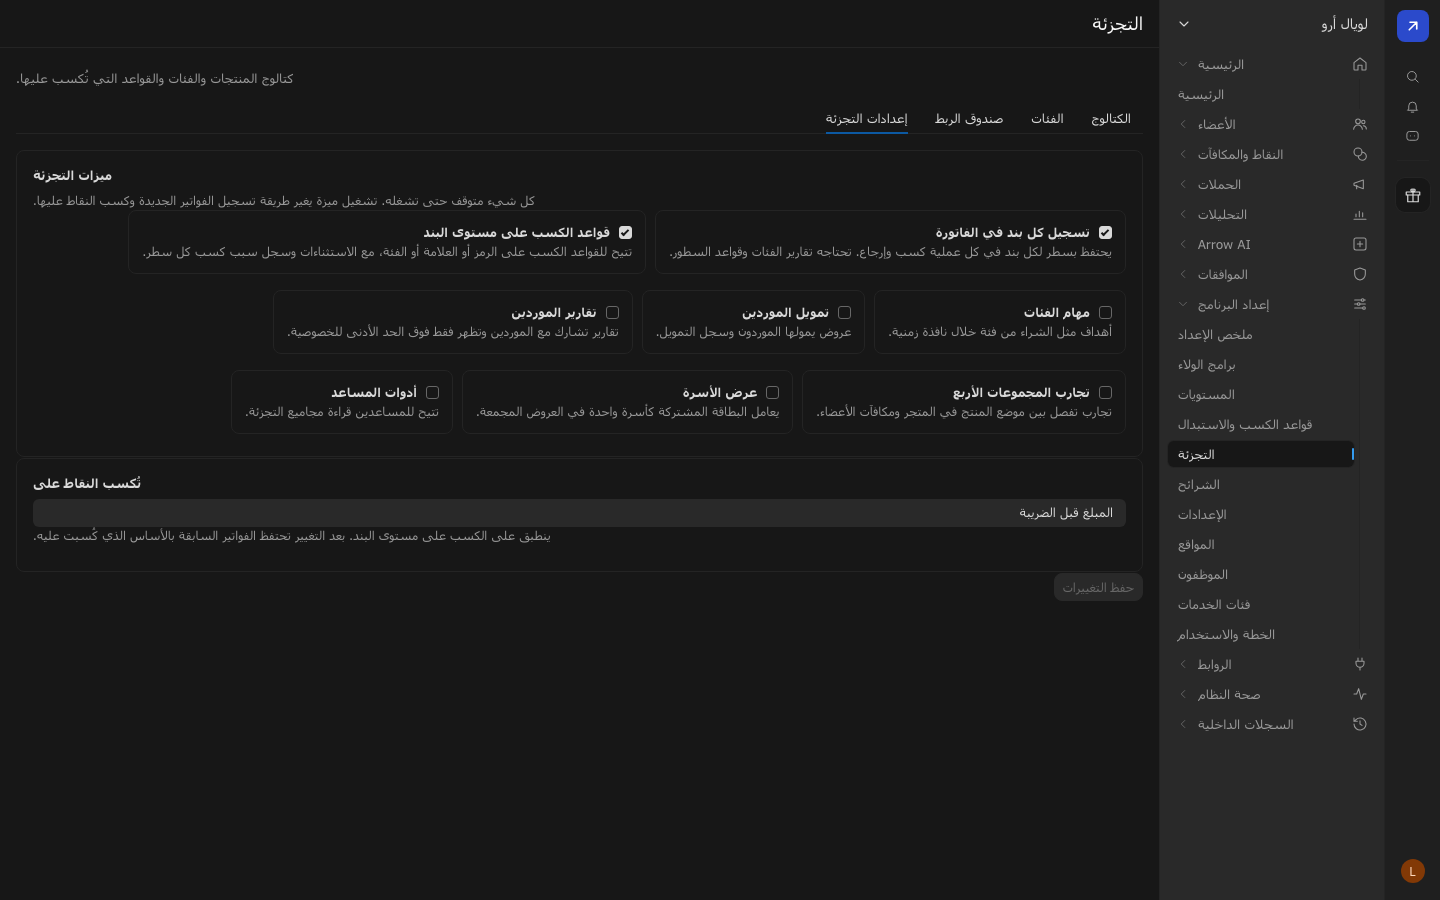 لويال أرو
الرئيسية
الرئيسية
الأعضاء
النقاط والمكافآت
الحملات
التحليلات
Arrow AI
الموافقات
إعداد البرنامج
ملخص الإعداد
برامج الولاء
المستويات
قواعد الكسب والاستبدال
التجزئة
الشرائح
الإعدادات
المواقع
الموظفون
فئات الخدمات
الخطة والاستخدام
الروابط
صحة النظام
السجلات الداخلية
L
التجزئة
كتالوج المنتجات والفئات والقواعد التي تُكسب عليها.
الكتالوج الفئات صندوق الربط إعدادات التجزئة
ميزات التجزئة
كل شيء متوقف حتى تشغله. تشغيل ميزة يغير طريقة تسجيل الفواتير الجديدة وكسب النقاط عليها.
تسجيل كل بند في الفاتورة
يحتفظ بسطر لكل بند في كل عملية كسب وإرجاع. تحتاجه تقارير الفئات وقواعد السطور.
قواعد الكسب على مستوى البند
تتيح للقواعد الكسب على الرمز أو العلامة أو الفئة، مع الاستثناءات وسجل سبب كسب كل سطر.
مهام الفئات
أهداف مثل الشراء من فئة خلال نافذة زمنية.
تمويل الموردين
عروض يمولها الموردون وسجل التمويل.
تقارير الموردين
تقارير تشارك مع الموردين وتظهر فقط فوق الحد الأدنى للخصوصية.
تجارب المجموعات الأربع
تجارب تفصل بين موضع المنتج في المتجر ومكافآت الأعضاء.
عرض الأسرة
يعامل البطاقة المشتركة كأسرة واحدة في العروض المجمعة.
أدوات المساعد
تتيح للمساعدين قراءة مجاميع التجزئة.
تُكسب النقاط على
المبلغ قبل الضريبة
ينطبق على الكسب على مستوى البند. بعد التغيير تحتفظ الفواتير السابقة بالأساس الذي كُسبت عليه.
حفظ التغييرات